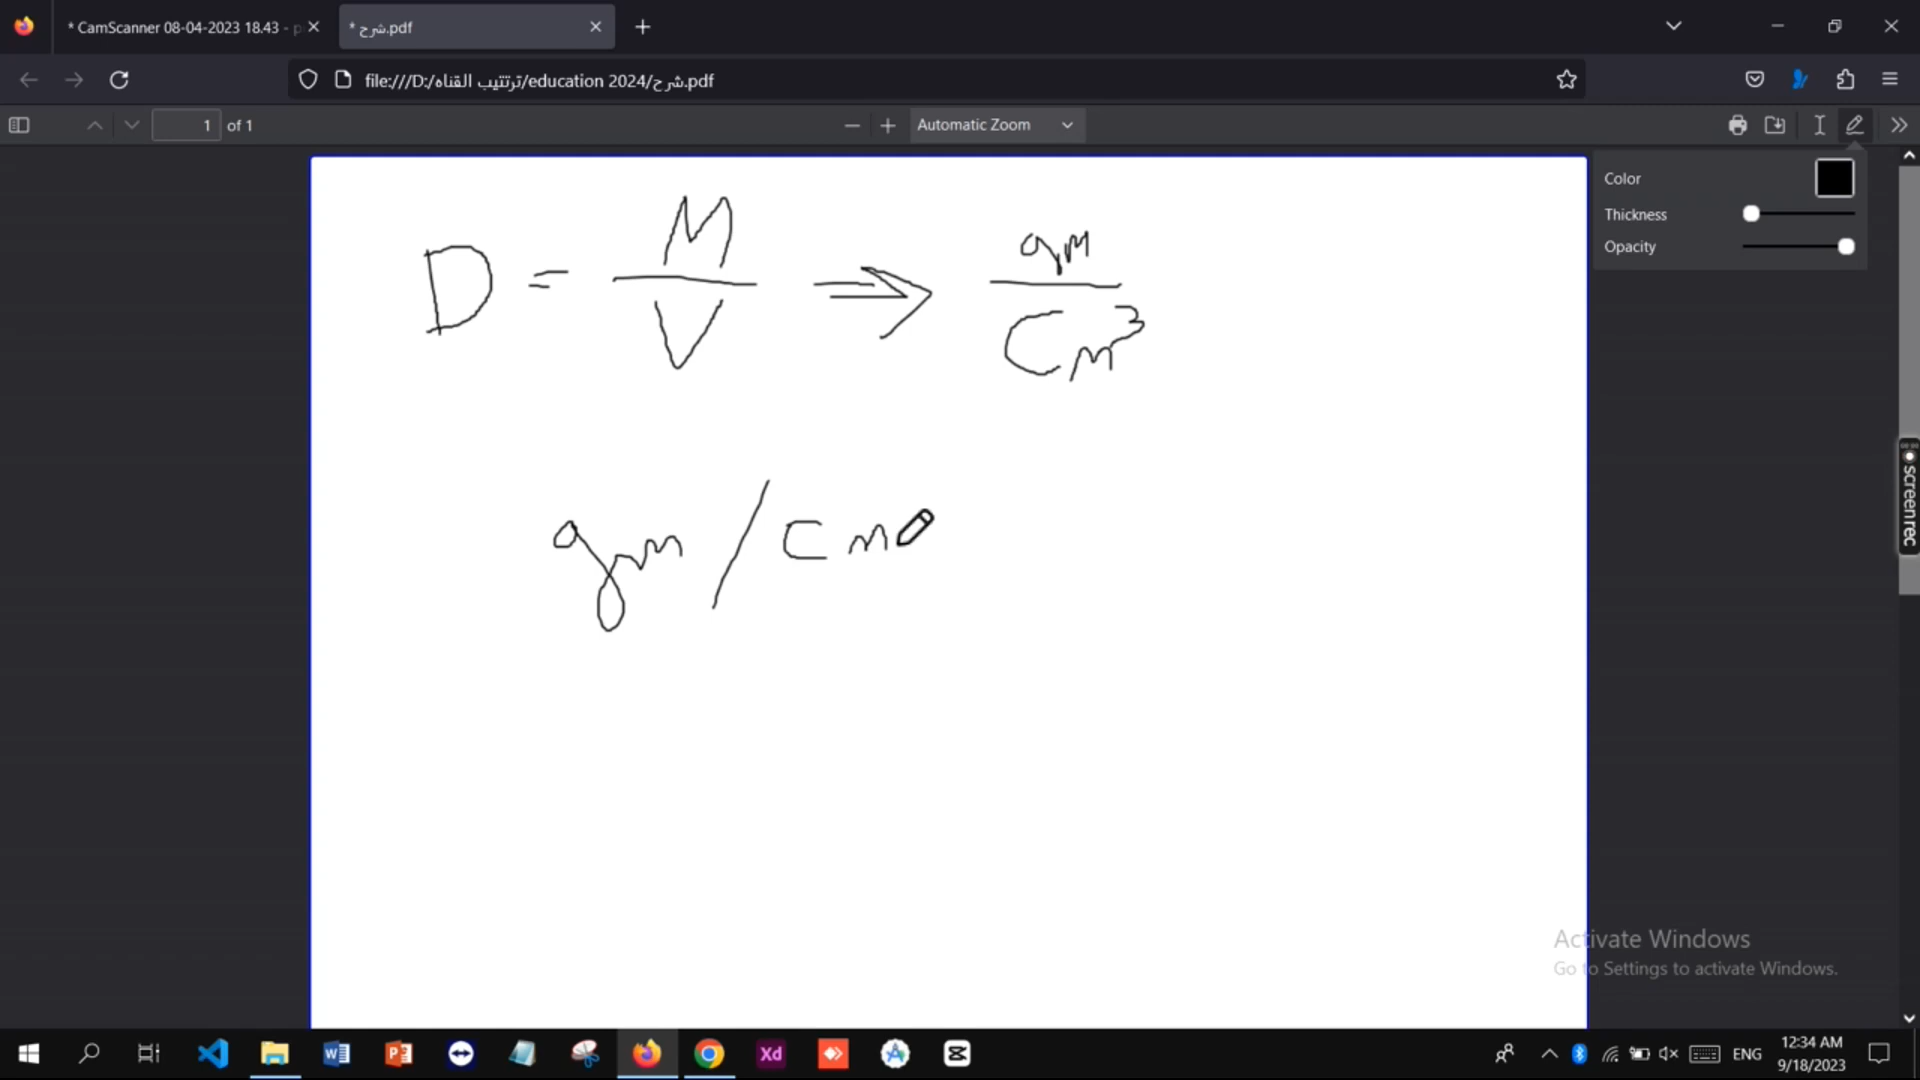 * CamScanner 08-04-2023 18.43 - p
* شرح.pdf
file:///D:/ترتتيب القناه/education 2024/شرح.pdf
1 of 1
Automatic Zoom
Color
Thickness
Opacity
D = M/V ⇒ gm/Cm³
gm / cm
screenrec
Activate Windows
Go to Settings to activate Windows.
ENG
12:34 AM
9/18/2023
Xd